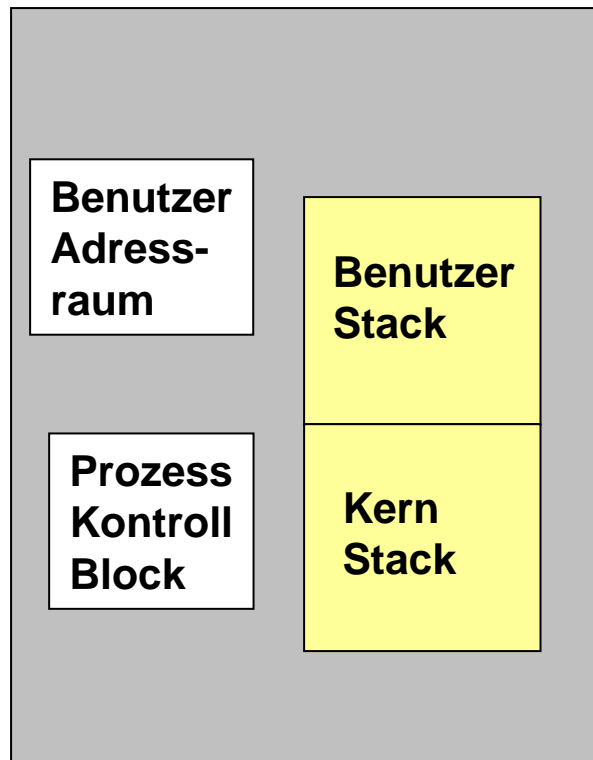 Benutzer
Adress-
raum
Benutzer
Stack
Prozess
Kontroll
Block
Kern
Stack